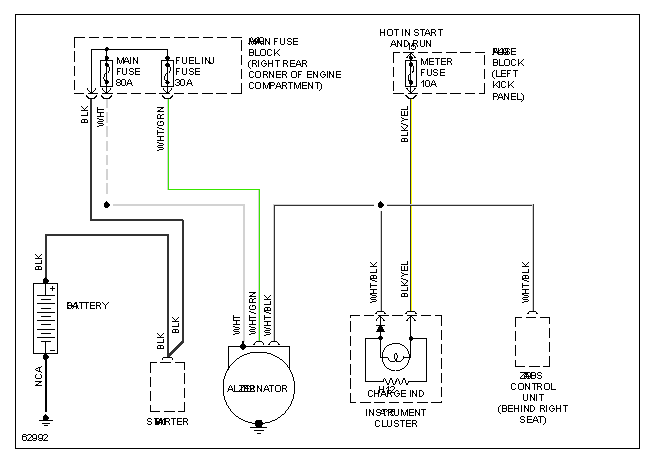 HOT IN START
AND RUN
MAIN FUSE
BLOCK
(RIGHT REAR
CORNER OF ENGINE
COMPARTMENT)
MAIN
FUSE
80A
FUEL INJ
FUSE
30A
15
METER
FUSE
10A
FUSE
BLOCK
(LEFT
KICK
PANEL)
BLK
WHT
WHT/GRN
BLK/YEL
BLK
BATTERY
NCA
BLK
BLK
WHT
WHT/GRN
WHT/BLK
WHT/BLK
BLK/YEL
WHT/BLK
STARTER
ALTERNATOR
CHARGE IND
INSTRUMENT
CLUSTER
CONTROL
UNIT
(BEHIND RIGHT
SEAT)
62992